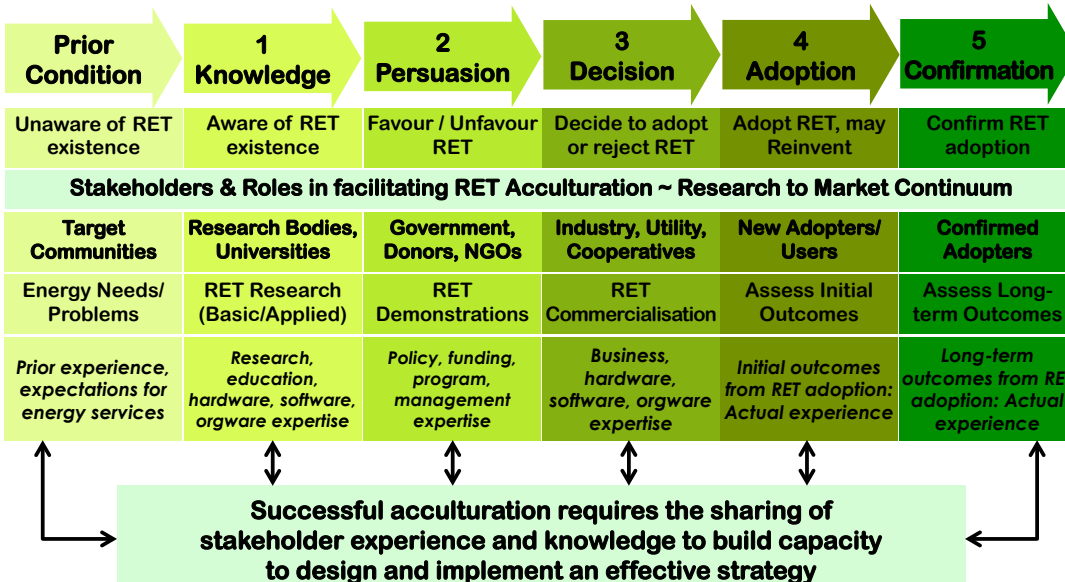 Prior
Condition
1
Knowledge
2
Persuasion
3
Decision
4
Adoption
5
Confirmation
Unaware of RET
existence
Aware of RET
existence
Favour / Unfavour
RET
Decide to adopt
or reject RET
Adopt RET, may
Reinvent
Confirm RET
adoption
Stakeholders & Roles in facilitating RET Acculturation ~ Research to Market Continuum
Target
Communities
Research Bodies,
Universities
Government,
Donors, NGOs
Industry, Utility,
Cooperatives
New Adopters/
Users
Confirmed
Adopters
Energy Needs/
Problems
RET Research
(Basic/Applied)
RET
Demonstrations
RET
Commercialisation
Assess Initial
Outcomes
Assess Long-
term Outcomes
Prior experience,
expectations for
energy services
Research,
education,
hardware, software,
orgware expertise
Policy, funding,
program,
management
expertise
Business,
hardware,
software, orgware
expertise
Initial outcomes
from RET adoption:
Actual experience
Long-term
outcomes from RE
adoption: Actual
experience
Successful acculturation requires the sharing of
stakeholder experience and knowledge to build capacity
to design and implement an effective strategy